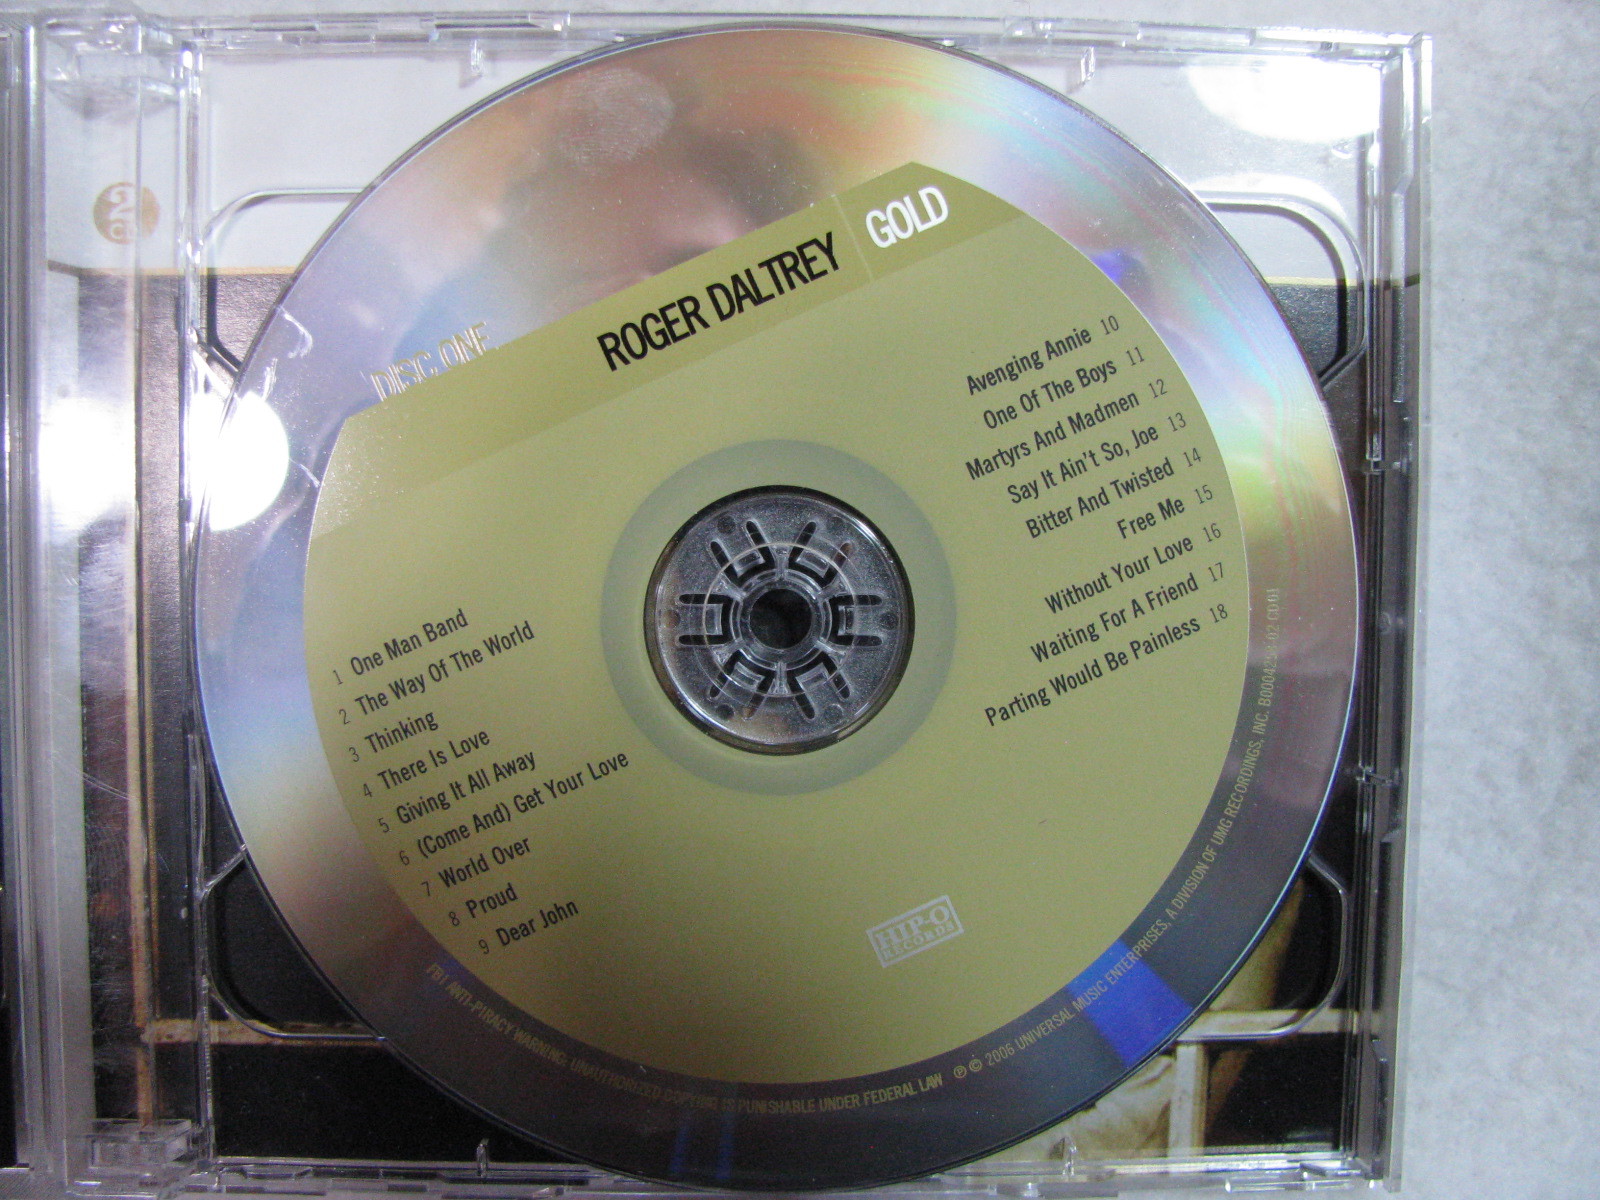 DISC ONE
ROGER DALTREY GOLD
1 One Man Band
2 The Way Of The World
3 Thinking
4 There Is Love
5 Giving It All Away
6 (Come And) Get Your Love
7 World Over
8 Proud
9 Dear John
Avenging Annie 10
One Of The Boys 11
Martyrs And Madmen 12
Say It Ain't So, Joe 13
Bitter And Twisted 14
Free Me 15
Without Your Love 16
Waiting For A Friend 17
Parting Would Be Painless 18
HIP-O
RECORDS
FBI ANTI-PIRACY WARNING: UNAUTHORIZED COPYING IS PUNISHABLE UNDER FEDERAL LAW ℗ © 2006 UNIVERSAL MUSIC ENTERPRISES, A DIVISION OF UMG RECORDINGS, INC.